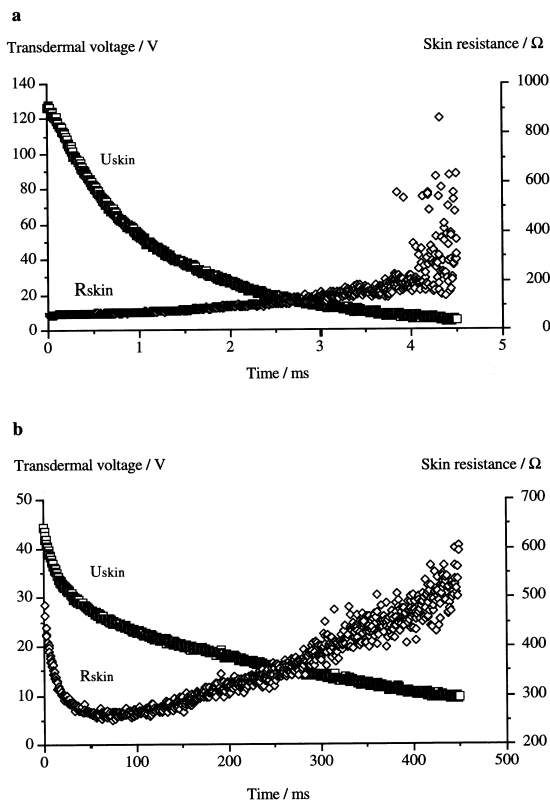 a
Transdermal voltage / V Skin resistance / Ω
140 1000
120 800
100
80 600
60 400
40 200
20
0 0
Uskin
Rskin
0 1 2 3 4 5
Time / ms
b
Transdermal voltage / V Skin resistance / Ω
50 700
40 600
30 500
20 400
10 300
0 200
Uskin
Rskin
0 100 200 300 400 500
Time / ms